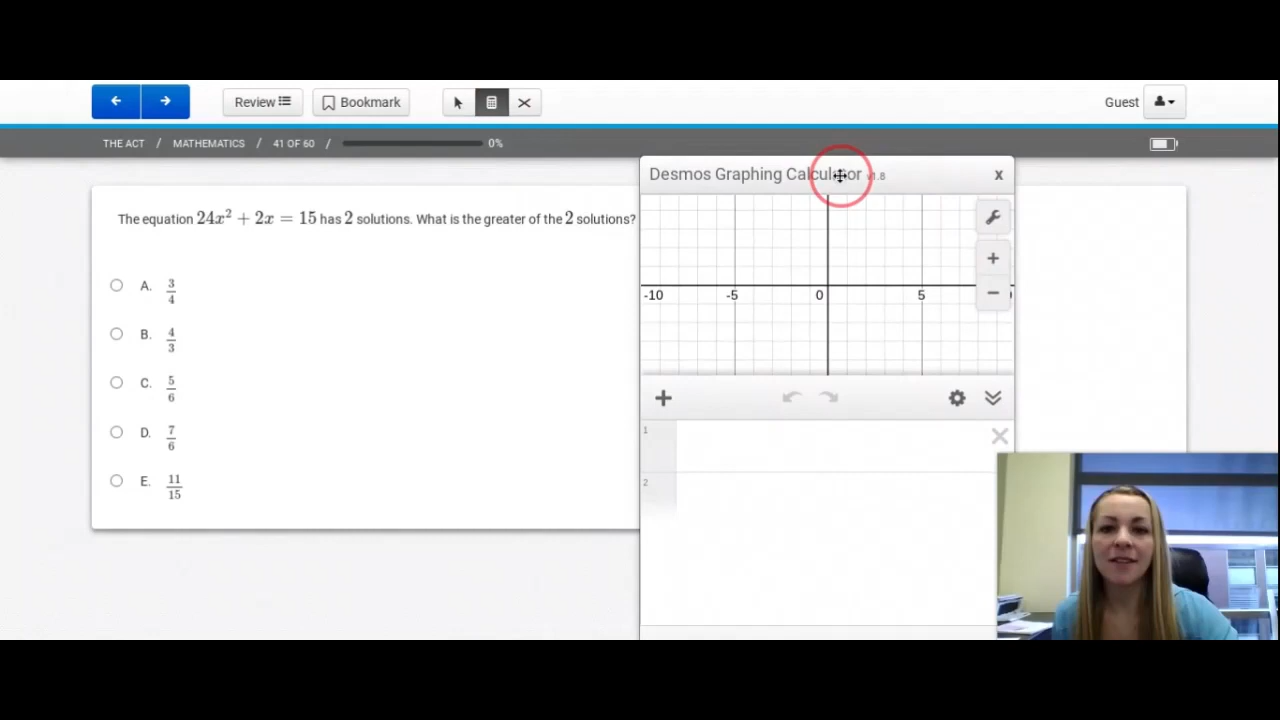 Review
Bookmark
Guest
THE ACT / MATHEMATICS / 41 OF 60 / 0%
Desmos Graphing Calculator v1.8 x
The equation 24x² + 2x = 15 has 2 solutions. What is the greater of the 2 solutions?
A. 3/4
B. 4/3
C. 5/6
D. 7/6
E. 11/15
-10 -5 0 5
1
2